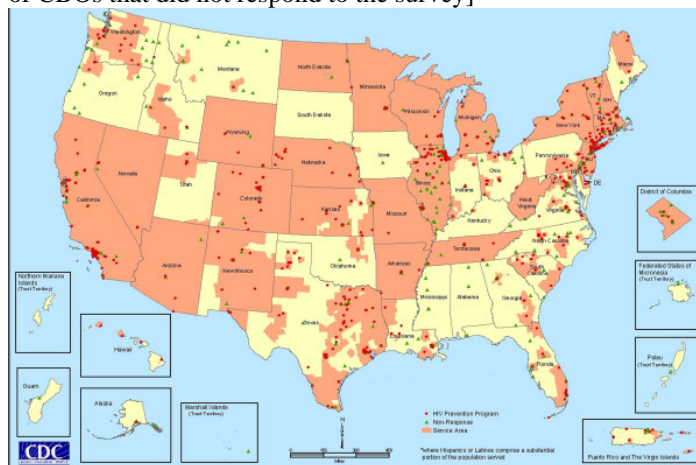 of CBOs that did not respond to the survey]
Washington
Montana
North Dakota
Minnesota
Maine
Oregon
Idaho
Wyoming
South Dakota
Wisconsin
Michigan
VT
NH
New York
Nevada
Utah
Nebraska
Iowa
Illinois
Indiana
Ohio
Pennsylvania
DE
California
Colorado
Kansas
Missouri
Kentucky
West
Virginia
Virginia
District of Columbia
Arizona
New Mexico
Oklahoma
Arkansas
Tennessee
North Carolina
South
Carolina
Texas
Louisiana
Mississippi
Alabama
Georgia
Florida
Northern Mariana
Islands
(Trust Territory)
Federated States of
Micronesia
(Trust Territory)
Hawaii
Guam
Alaska
Marshall Islands
(Trust Territory)
Palau
(Trust Territory)
Puerto Rico and The Virgin Islands
CDC
HIV Prevention Program
Non-Response
Service Area
*where Hispanics or Latinos comprise a substantial
portion of the population served